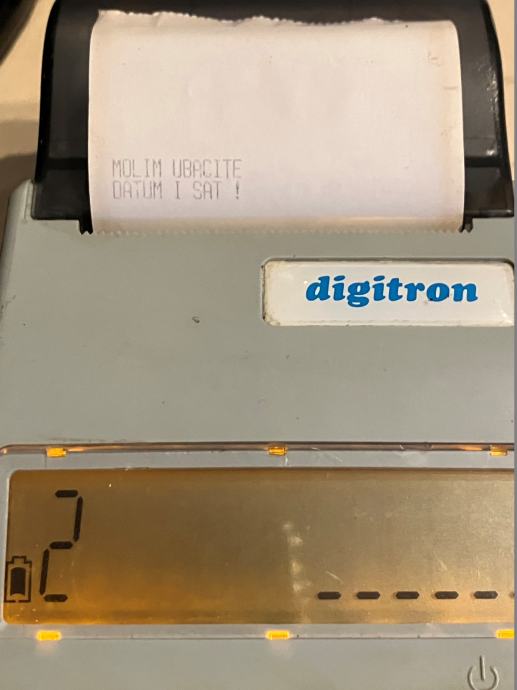 MOLIM UBACITE
DATUM I SAT !
digitron
2 -----